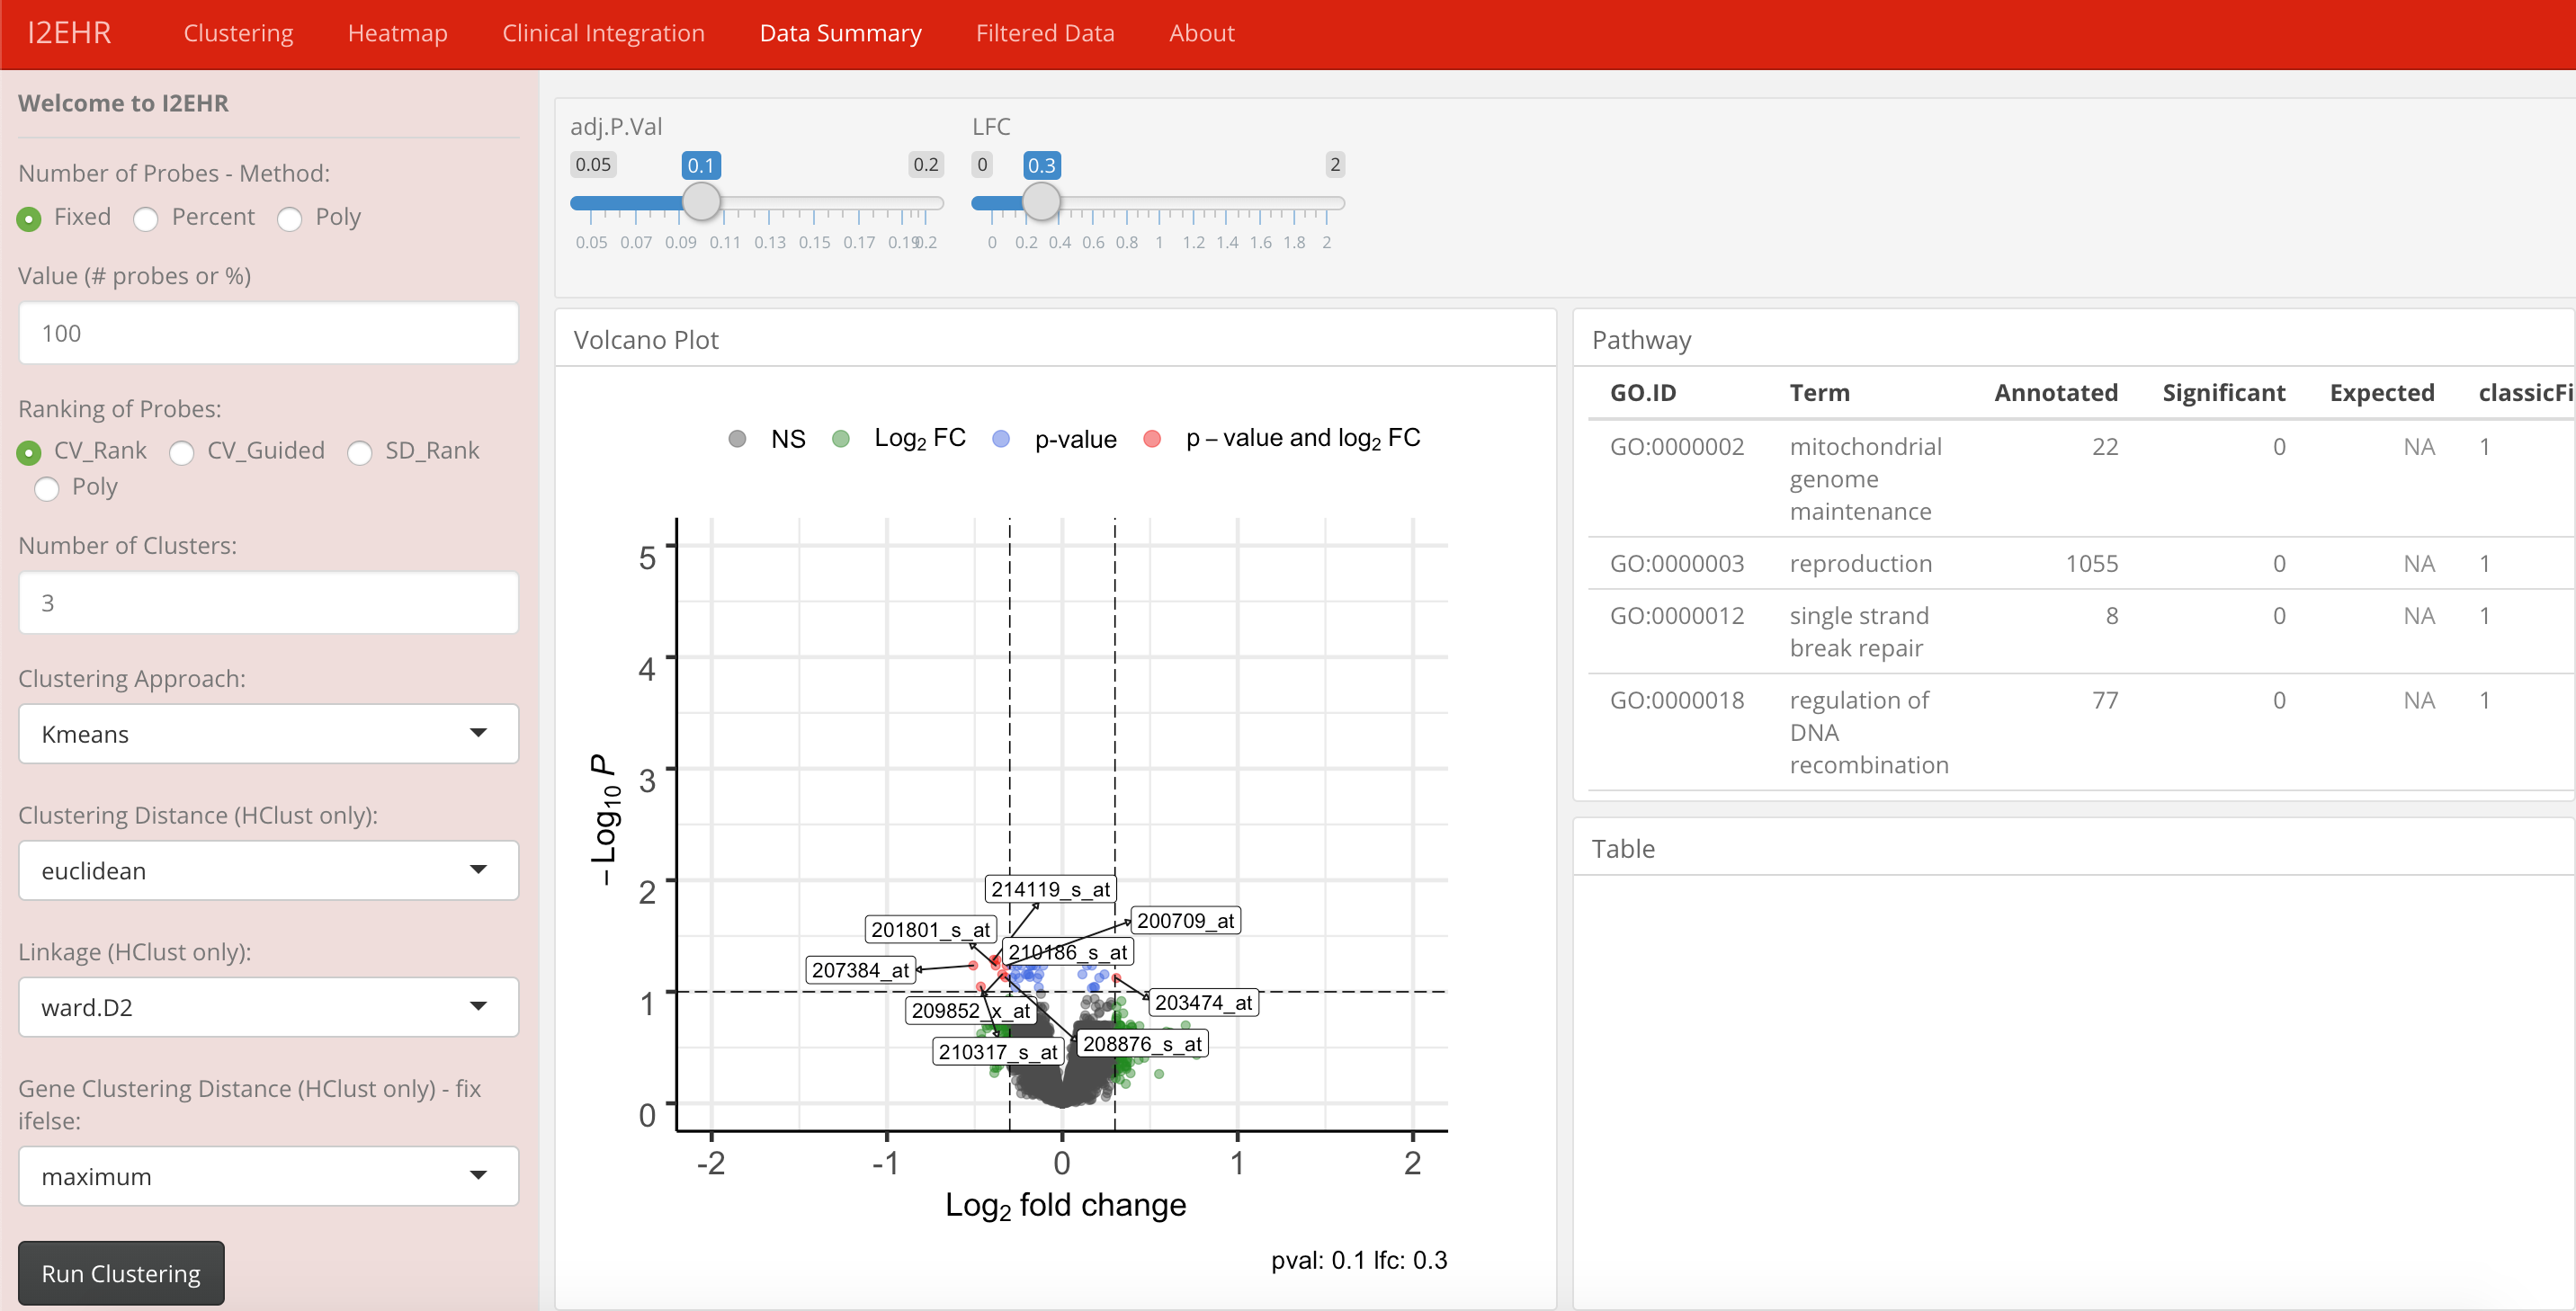 I2EHR Clustering Heatmap Clinical Integration Data Summary Filtered Data About
Welcome to I2EHR
Number of Probes - Method:
Fixed Percent Poly
Value (# probes or %)
100
Ranking of Probes:
CV_Rank CV_Guided SD_Rank
Poly
Number of Clusters:
3
Clustering Approach:
Kmeans
Clustering Distance (HClust only):
euclidean
Linkage (HClust only):
ward.D2
Gene Clustering Distance (HClust only) - fix
ifelse:
maximum
Run Clustering
adj.P.Val
0.05 0.1 0.2
0.05 0.07 0.09 0.11 0.13 0.15 0.17 0.19 0.2
LFC
0 0.3 2
0 0.2 0.4 0.6 0.8 1 1.2 1.4 1.6 1.8 2
Volcano Plot
NS Log2 FC p-value p – value and log2 FC
5
4
3
2
1
0
– Log10 P
214119_s_at
200709_at
201801_s_at
210186_s_at
207384_at
203474_at
209852_x_at
208876_s_at
210317_s_at
-2 -1 0 1 2
Log2 fold change
pval: 0.1 lfc: 0.3
Pathway
GO.ID Term Annotated Significant Expected classicFi
GO:0000002 mitochondrial 22 0 NA 1
genome
maintenance
GO:0000003 reproduction 1055 0 NA 1
GO:0000012 single strand 8 0 NA 1
break repair
GO:0000018 regulation of 77 0 NA 1
DNA
recombination
Table